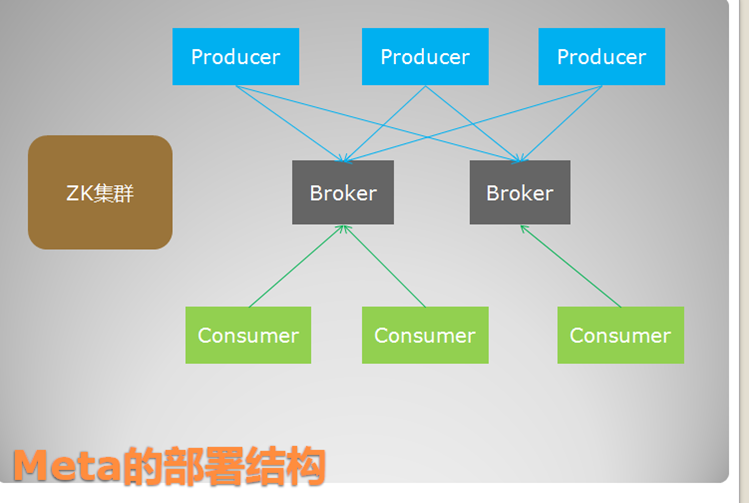 Producer
Producer
Producer
ZK集群
Broker
Broker
Consumer
Consumer
Consumer
Meta的部署结构